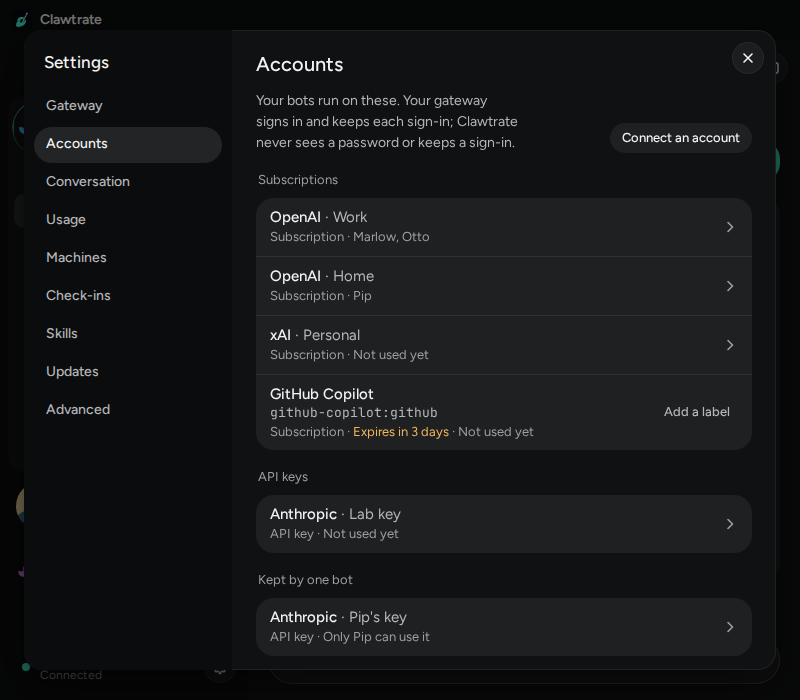 Clawtrate
Settings
Gateway
Accounts
Conversation
Usage
Machines
Check-ins
Skills
Updates
Advanced
Connected
Accounts
Your bots run on these. Your gateway
signs in and keeps each sign-in; Clawtrate
never sees a password or keeps a sign-in.
Connect an account
Subscriptions
OpenAI · Work
Subscription · Marlow, Otto
OpenAI · Home
Subscription · Pip
xAI · Personal
Subscription · Not used yet
GitHub Copilot
github-copilot:github
Subscription · Expires in 3 days · Not used yet
Add a label
API keys
Anthropic · Lab key
API key · Not used yet
Kept by one bot
Anthropic · Pip's key
API key · Only Pip can use it